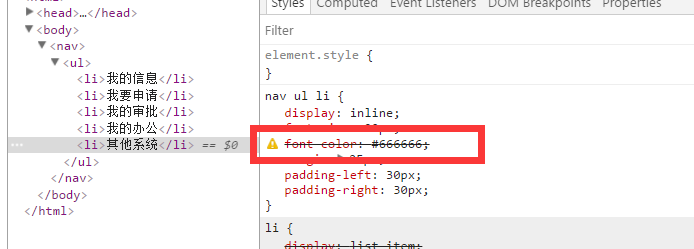 Styles Computed Event Listeners DOM Breakpoints Properties
<head>…</head>
<body>
<nav>
<ul>
<li>我的信息</li>
<li>我要申请</li>
<li>我的审批</li>
<li>我的办公</li>
<li>其他系统</li> == $0
</ul>
</nav>
</body>
</html>
Filter
element.style {
}
nav ul li {
display: inline;
font-color: #666666;
padding-left: 30px;
padding-right: 30px;
}
li {
display: list-item;